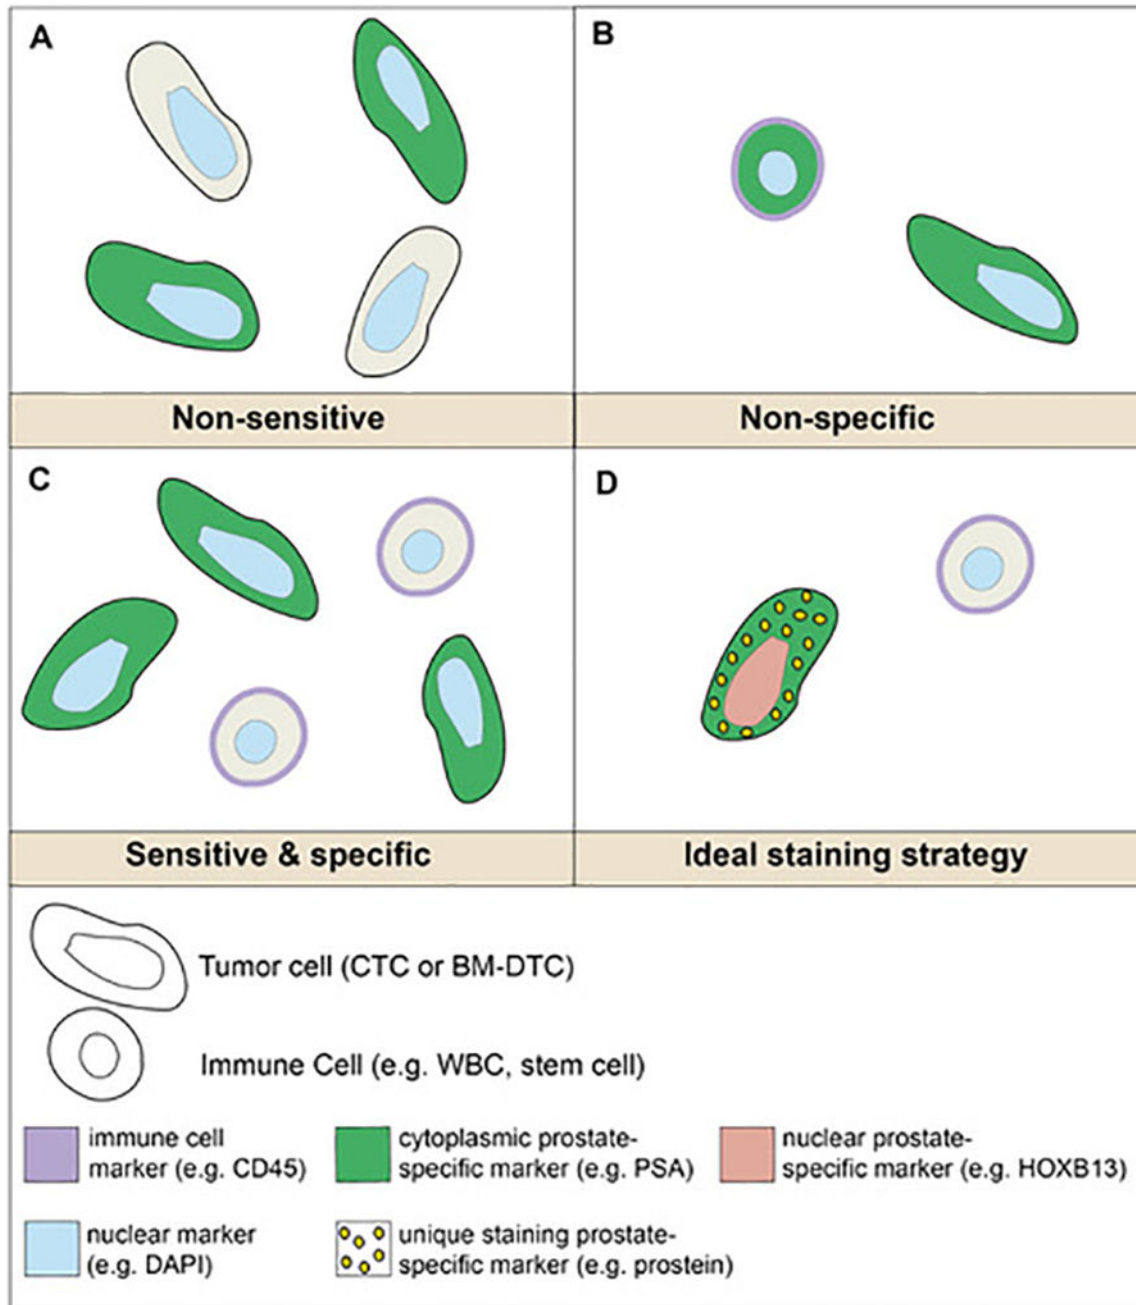 A
B
Non-sensitive
Non-specific
C
D
Sensitive & specific
Ideal staining strategy
Tumor cell (CTC or BM-DTC)
Immune Cell (e.g. WBC, stem cell)
immune cell
marker (e.g. CD45)
cytoplasmic prostate-
specific marker (e.g. PSA)
nuclear prostate-
specific marker (e.g. HOXB13)
nuclear marker
(e.g. DAPI)
unique staining prostate-
specific marker (e.g. prostein)